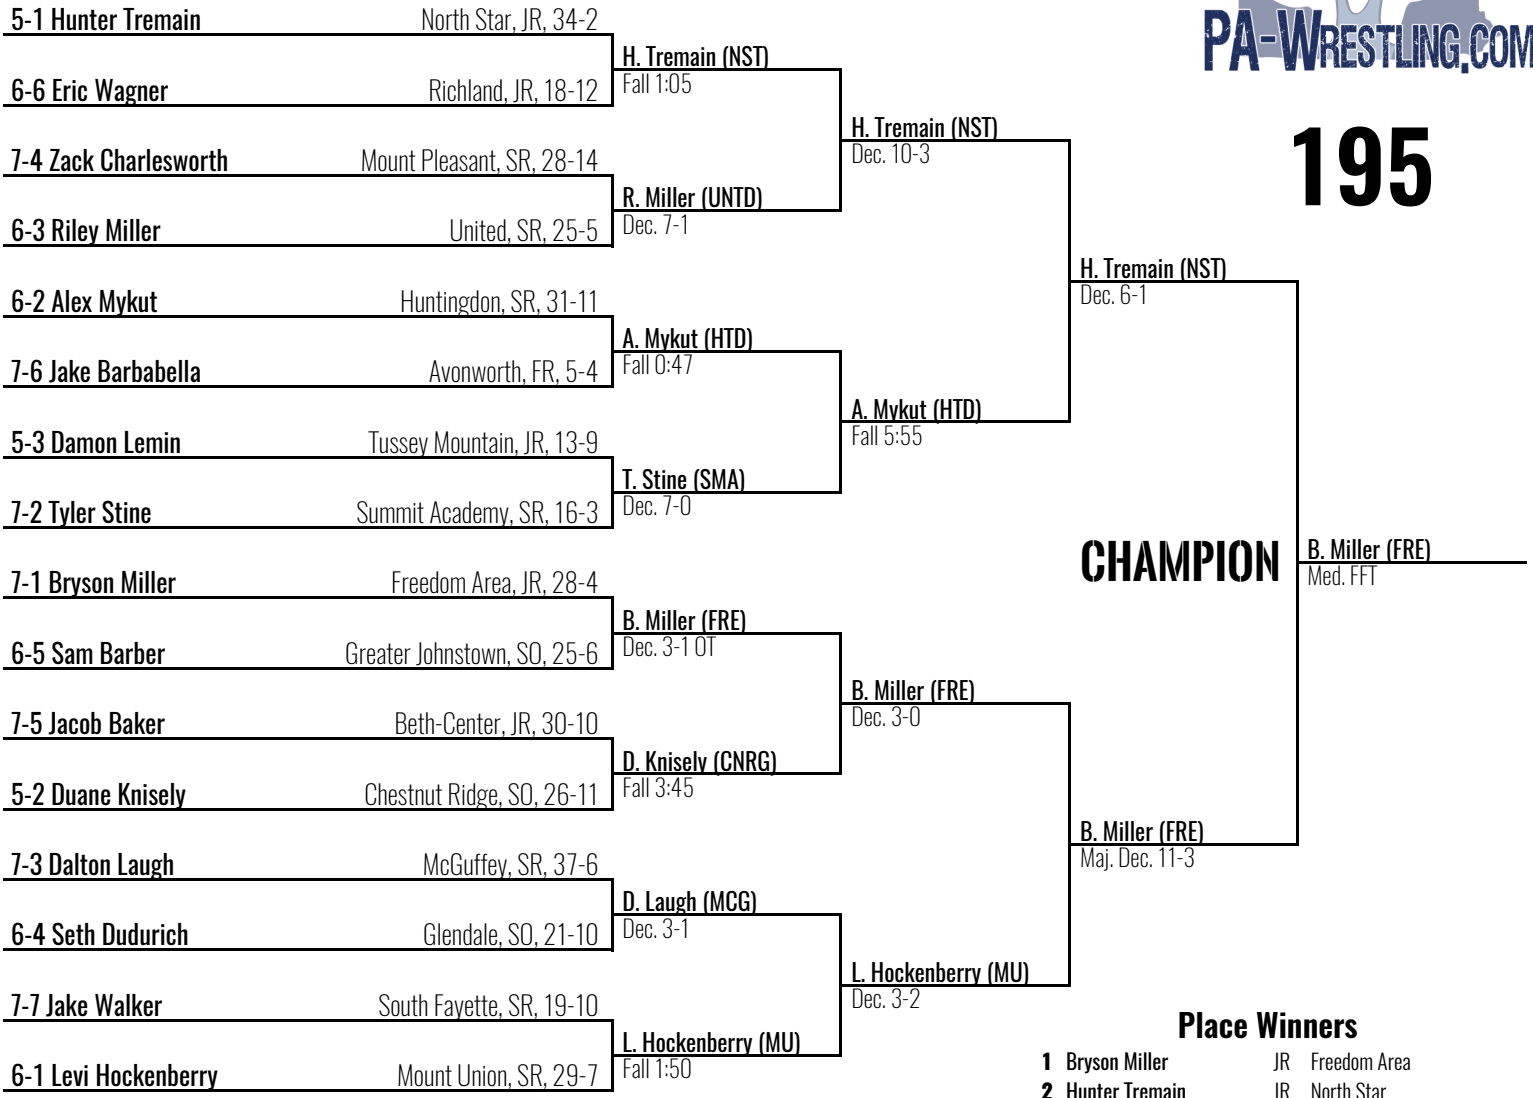 PA-WRESTLING.COM
195
5-1 Hunter Tremain North Star, JR, 34-2
H. Tremain (NST)
Fall 1:05
6-6 Eric Wagner Richland, JR, 18-12
H. Tremain (NST)
Dec. 10-3
7-4 Zack Charlesworth Mount Pleasant, SR, 28-14
R. Miller (UNTD)
Dec. 7-1
6-3 Riley Miller United, SR, 25-5
H. Tremain (NST)
Dec. 6-1
6-2 Alex Mykut Huntingdon, SR, 31-11
A. Mykut (HTD)
Fall 0:47
7-6 Jake Barbabella Avonworth, FR, 5-4
A. Mykut (HTD)
Fall 5:55
5-3 Damon Lemin Tussey Mountain, JR, 13-9
T. Stine (SMA)
Dec. 7-0
7-2 Tyler Stine Summit Academy, SR, 16-3
CHAMPION
B. Miller (FRE)
Med. FFT
7-1 Bryson Miller Freedom Area, JR, 28-4
B. Miller (FRE)
Dec. 3-1 OT
6-5 Sam Barber Greater Johnstown, SO, 25-6
B. Miller (FRE)
Dec. 3-0
7-5 Jacob Baker Beth-Center, JR, 30-10
D. Knisely (CNRG)
Fall 3:45
5-2 Duane Knisely Chestnut Ridge, SO, 26-11
B. Miller (FRE)
Maj. Dec. 11-3
7-3 Dalton Laugh McGuffey, SR, 37-6
D. Laugh (MCG)
Dec. 3-1
6-4 Seth Dudurich Glendale, SO, 21-10
L. Hockenberry (MU)
Dec. 3-2
7-7 Jake Walker South Fayette, SR, 19-10
L. Hockenberry (MU)
Fall 1:50
6-1 Levi Hockenberry Mount Union, SR, 29-7
Place Winners
1 Bryson Miller JR Freedom Area
2 Hunter Tremain JR North Star